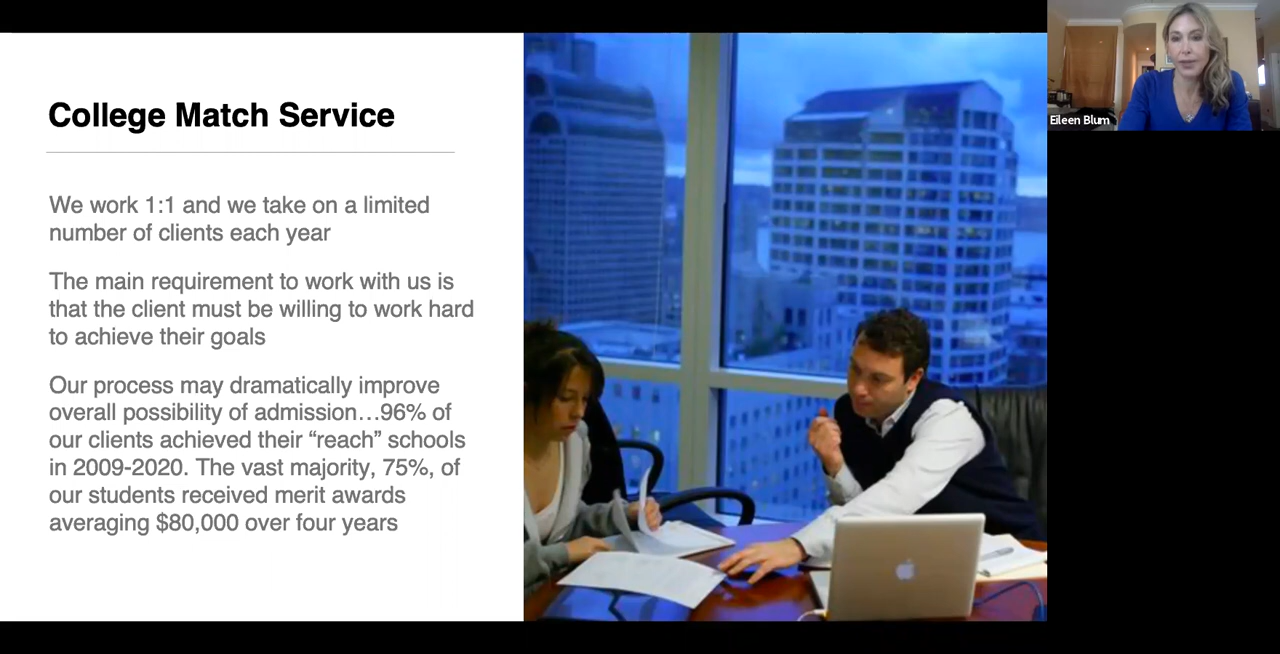 College Match Service
We work 1:1 and we take on a limited
number of clients each year
The main requirement to work with us is
that the client must be willing to work hard
to achieve their goals
Our process may dramatically improve
overall possibility of admission…96% of
our clients achieved their “reach” schools
in 2009-2020. The vast majority, 75%, of
our students received merit awards
averaging $80,000 over four years
Eileen Blum